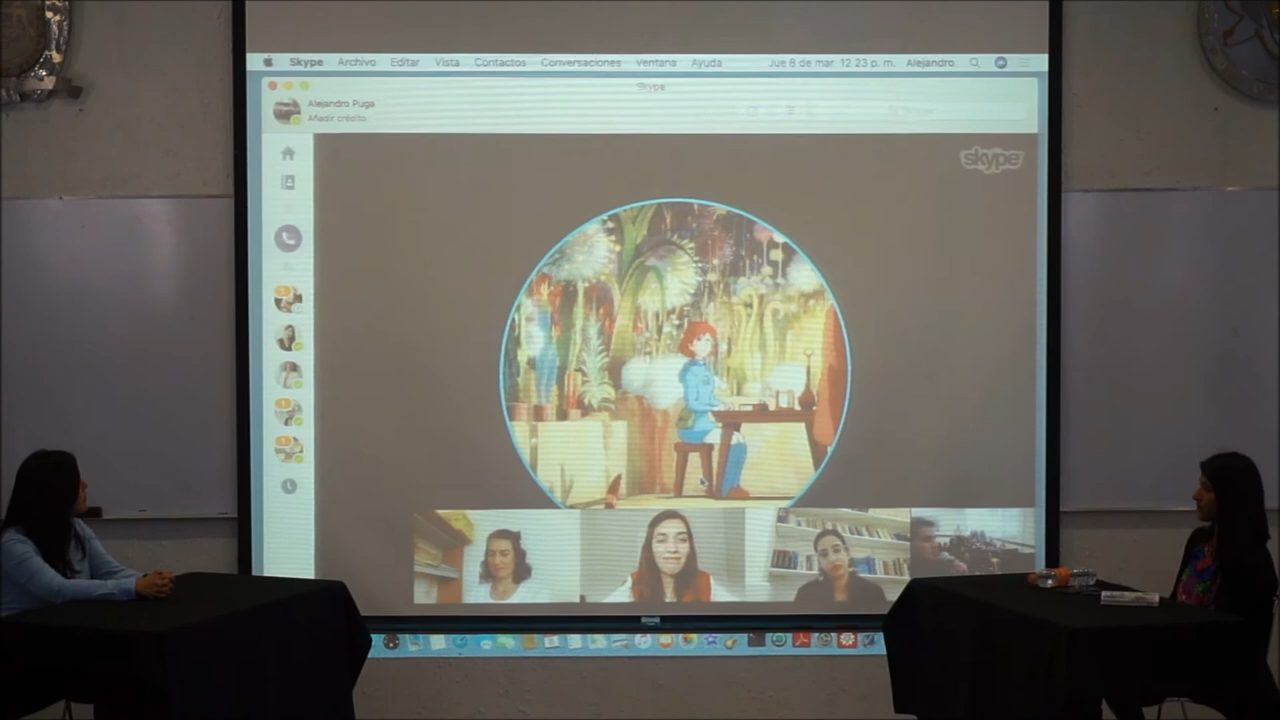 Skype Archivo Editar Vista Contactos Conversaciones Ventana Ayuda Jue 8 de mar 12 23 p. m. Alejandro
Skype
Alejandro Puga
Añadir crédito
skype